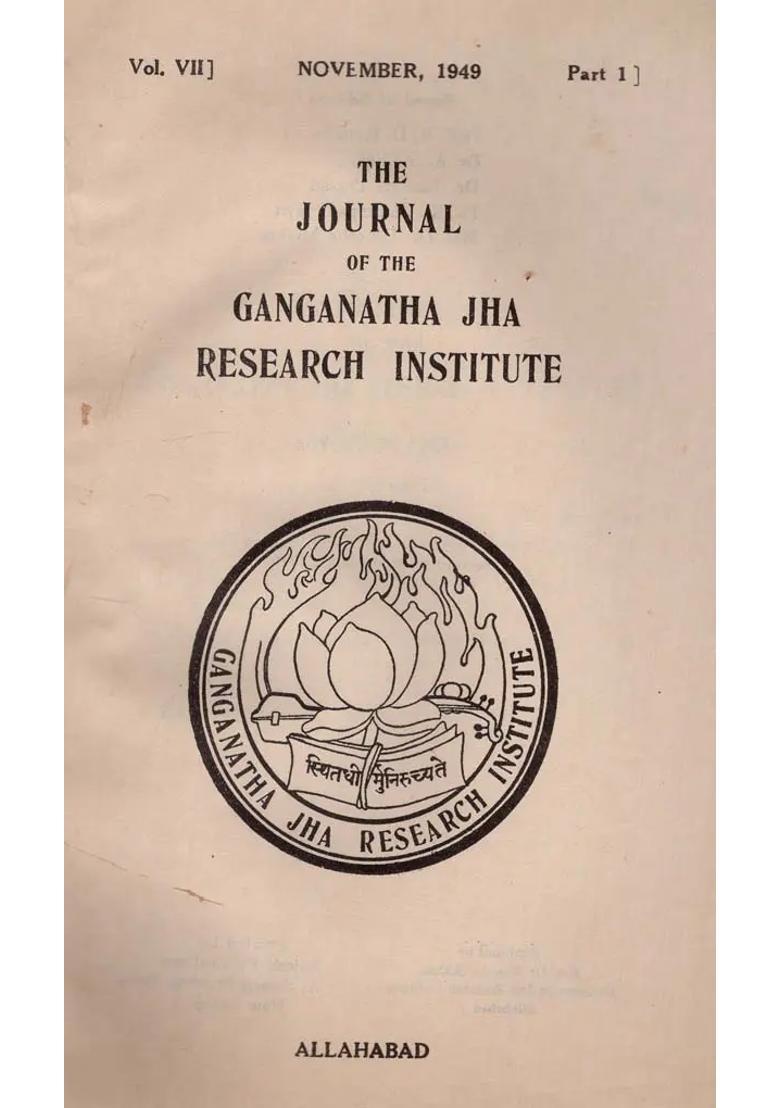 Vol. VII]
NOVEMBER, 1949
Part 1]
THE
JOURNAL
OF THE
GANGANATHA JHA
RESEARCH INSTITUTE
स्थितधीर्मुनिरुच्यते
GANGANATHA JHA RESEARCH INSTITUTE
ALLAHABAD